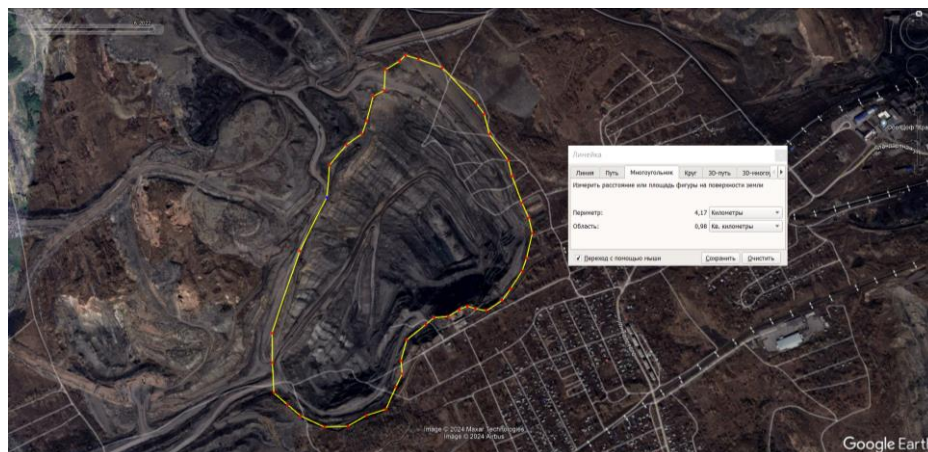 Линейка
Линия Путь Многоугольник Круг 3D-путь 3D-многоуг
Измерить расстояние или площадь фигуры на поверхности земли
Периметр: 4,17 Километры
Область: 0,98 Кв. километры
Переход с помощью мыши Сохранить Очистить
Image © 2024 Maxar Technologies
Image © 2024 Airbus
Google Earth